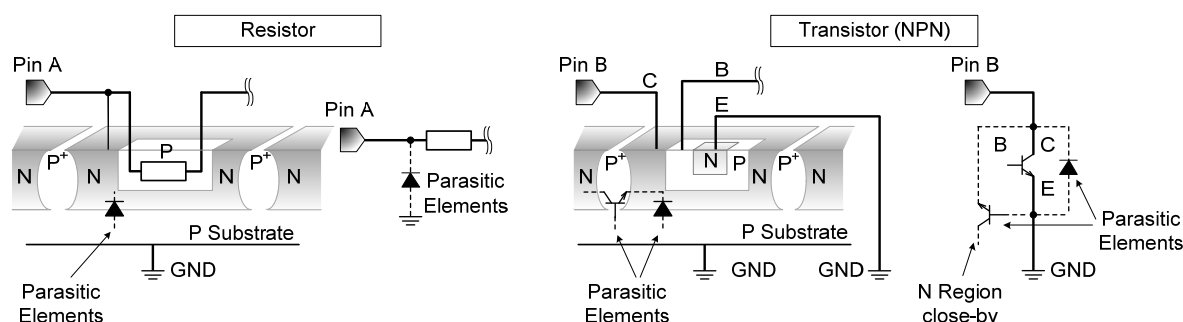 Resistor
Pin A
N
P+
N
P
N
P+
N
Parasitic
Elements
P Substrate
GND
Pin A
Parasitic
Elements
Transistor (NPN)
Pin B
C
B
E
N
P+
N
N
P
N
P+
N
P Substrate
Parasitic
Elements
GND
GND
Pin B
B
C
E
Parasitic
Elements
GND
N Region
close-by